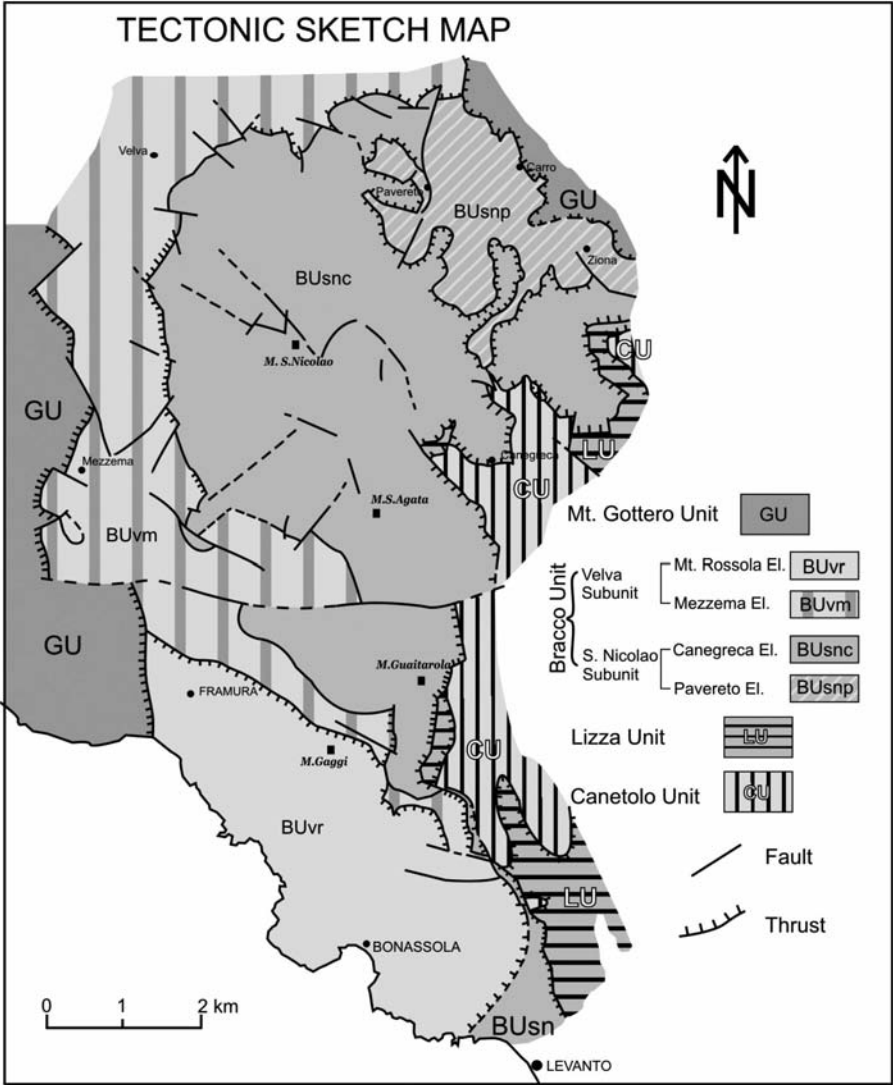 TECTONIC SKETCH MAP
Velva
Carro
Pavereto
BUsnp
GU
N
Ziona
BUsnc
M. S.Nicolao
CU
GU
Mezzema
LU
Canegreca
CU
M.S.Agata
BUvm
GU
M.Guaitarola
FRAMURA
M.Gaggi
CU
BUvr
LU
BONASSOLA
0 1 2 km
BUsn
LEVANTO
Mt. Gottero Unit GU
Bracco Unit
Velva
Subunit
Mt. Rossola El. BUvr
Mezzema El. BUvm
S. Nicolao
Subunit
Canegreca El. BUsnc
Pavereto El. BUsnp
Lizza Unit LU
Canetolo Unit CU
Fault
Thrust